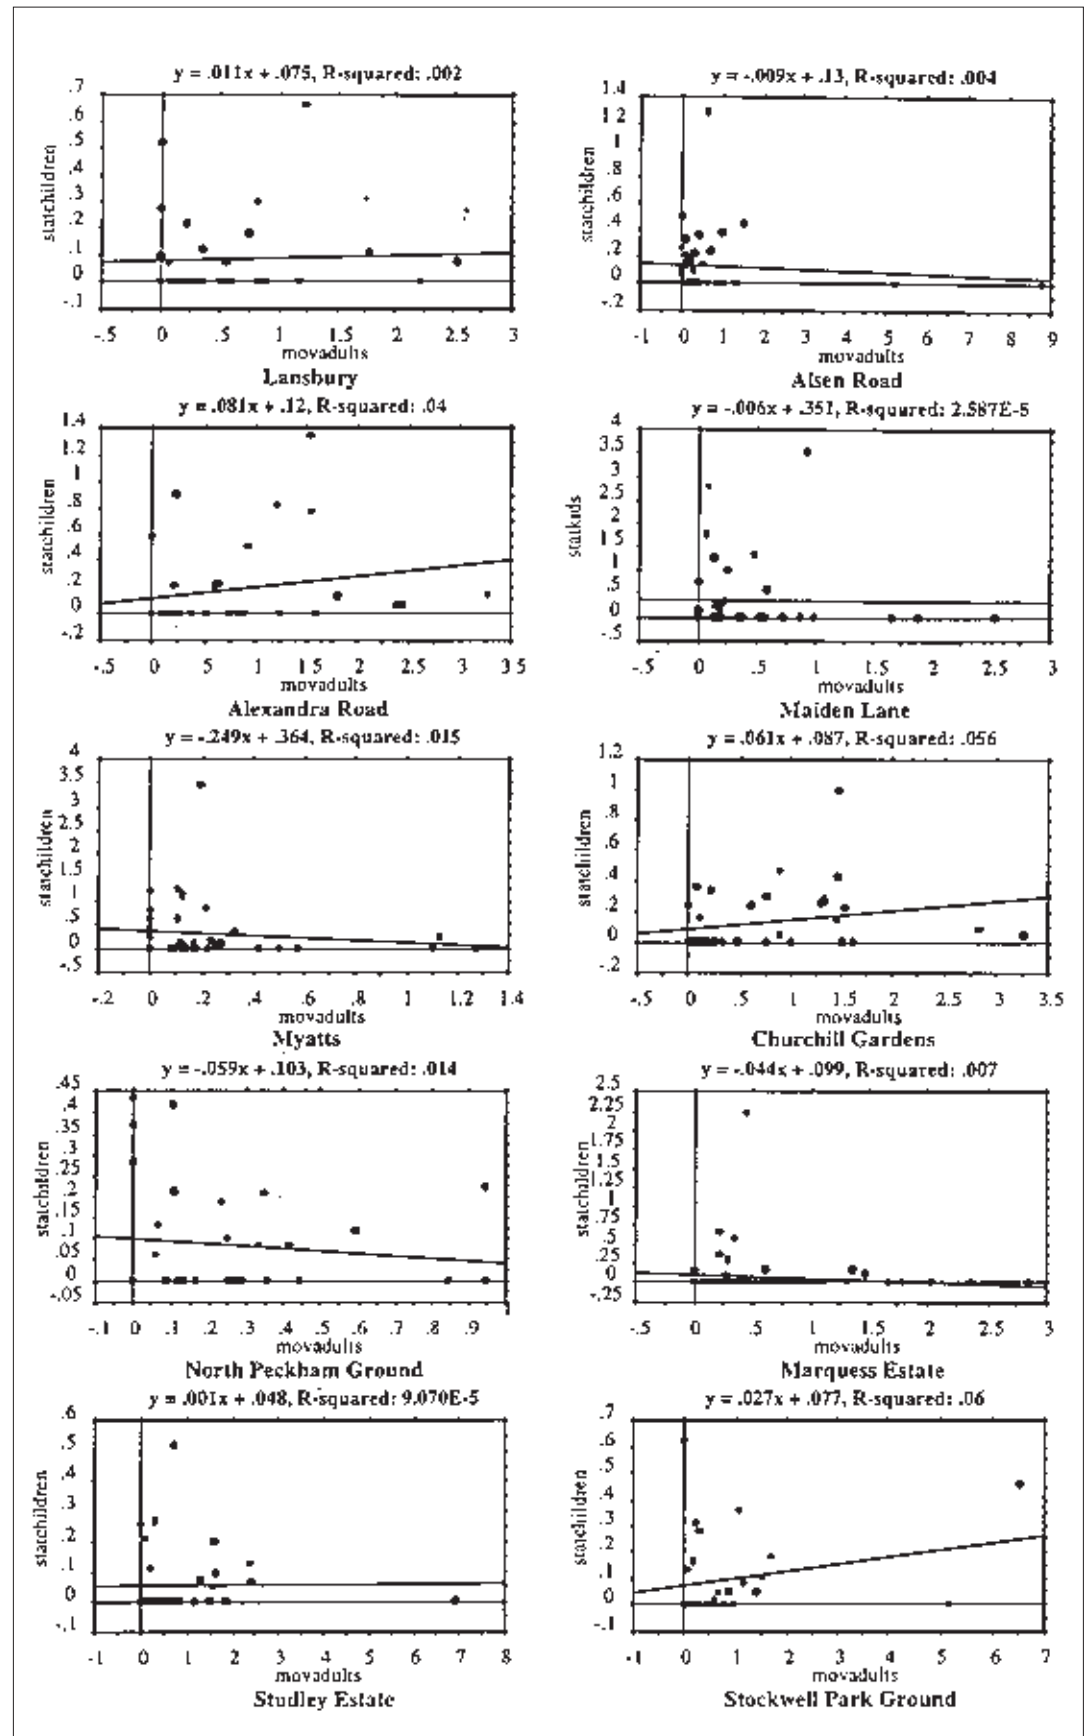 y = .011x + .075, R-squared: .002
.7
.6
.5
.4
.3
.2
.1
0
-.1
statchildren
-.5 0 .5 1 1.5 2 2.5 3
movadults
Lansbury
y = -.009x + .13, R-squared: .004
1.4
1.2
1
.8
.6
.4
.2
0
-.2
statchildren
-1 0 1 2 3 4 5 6 7 8 9
movadults
y = .081x + .12, R-squared: .04
1.4
1.2
1
.8
.6
.4
.2
0
-.2
statchildren
-.5 0 .5 1 1.5 2 2.5 3 3.5
movadults
Alexandra Road
y = -.006x + .351, R-squared: 2.587E-5
4
3.5
3
2.5
2
1.5
1
.5
0
-.5
statkids
-.5 0 .5 1 1.5 2 2.5 3
movadults
Maiden Lane
y = -.249x + .364, R-squared: .015
4
3.5
3
2.5
2
1.5
1
.5
0
-.5
statchildren
-.2 0 .2 .4 .6 .8 1 1.2 1.4
movadults
Myatts
y = .061x + .087, R-squared: .056
1.2
1
.8
.6
.4
.2
0
-.2
statchildren
-.5 0 .5 1 1.5 2 2.5 3 3.5
movadults
Churchill Gardens
y = -.059x + .103, R-squared: .014
.45
.4
.35
.3
.25
.2
.15
.1
.05
0
-.05
statchildren
-.1 0 .1 .2 .3 .4 .5 .6 .7 .8 .9 1
movadults
North Peckham Ground
y = -.044x + .099, R-squared: .007
2.5
2.25
2
1.75
1.5
1.25
1
.75
.5
.25
0
-.25
statchildren
-.5 0 .5 1 1.5 2 2.5 3
movadults
Marquess Estate
y = .001x + .048, R-squared: 9.070E-5
.6
.5
.4
.3
.2
.1
0
-.1
statchildren
-1 0 1 2 3 4 5 6 7 8
movadults
Studley Estate
y = .027x + .077, R-squared: .06
.7
.6
.5
.4
.3
.2
.1
0
-.1
statchildren
-1 0 1 2 3 4 5 6 7
movadults
Stockwell Park Ground